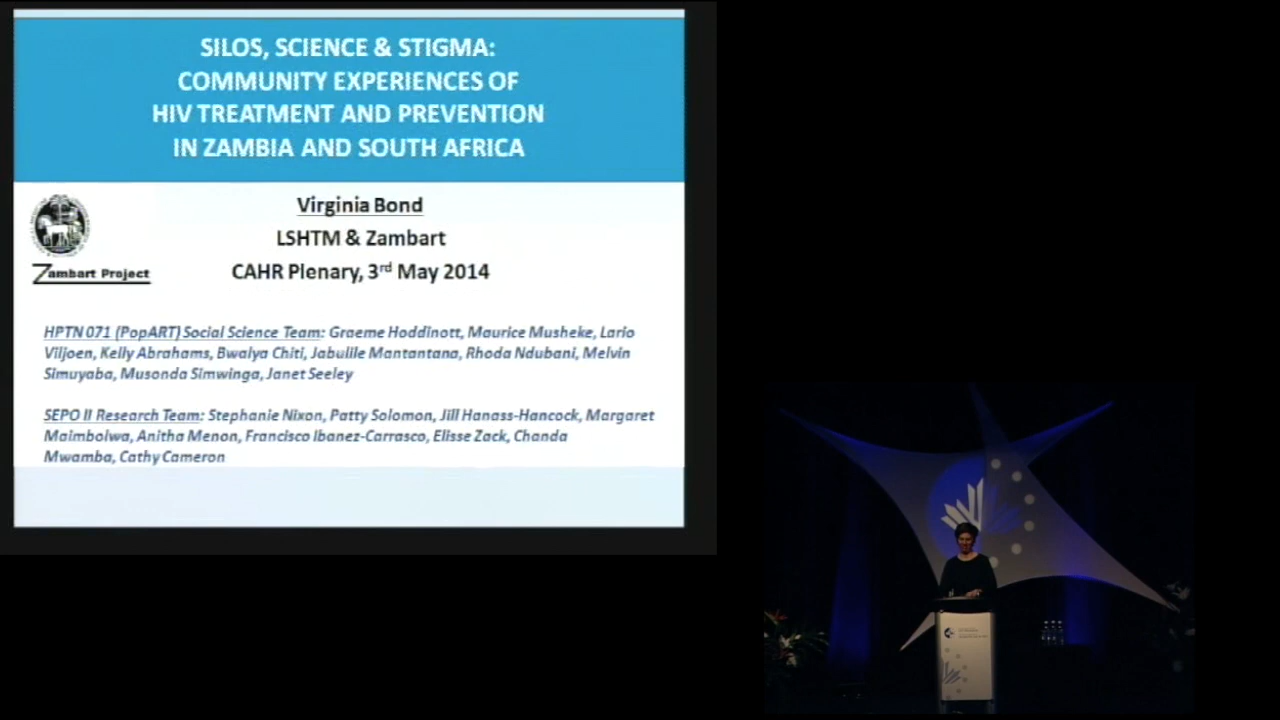 SILOS, SCIENCE & STIGMA:
COMMUNITY EXPERIENCES OF
HIV TREATMENT AND PREVENTION
IN ZAMBIA AND SOUTH AFRICA
Virginia Bond
LSHTM & Zambart
CAHR Plenary, 3rd May 2014
Zambart Project
HPTN 071 (PopART) Social Science Team: Graeme Hoddinott, Maurice Musheke, Lario
Viljoen, Kelly Abrahams, Bwalya Chiti, Jabulile Mantantana, Rhoda Ndubani, Melvin
Simuyaba, Musonda Simwinga, Janet Seeley
SEPO II Research Team: Stephanie Nixon, Patty Solomon, Jill Hanass-Hancock, Margaret
Maimbolwa, Anitha Menon, Francisco Ibanez-Carrasco, Elisse Zack, Chanda
Mwamba, Cathy Cameron